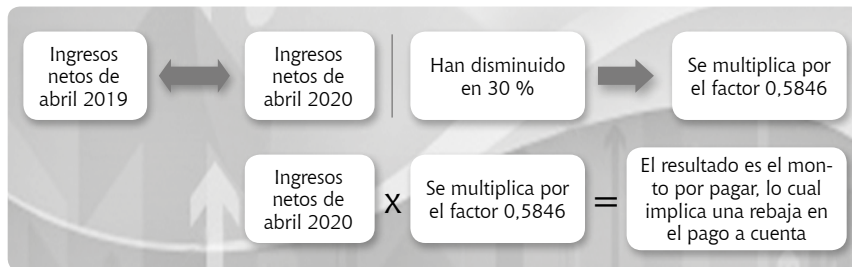 Ingresos
netos de
abril 2019
Ingresos
netos de
abril 2020
Han disminuido
en 30 %
Se multiplica por
el factor 0,5846
Ingresos
netos de
abril 2020
X
Se multiplica por
el factor 0,5846
=
El resultado es el mon-
to por pagar, lo cual
implica una rebaja en
el pago a cuenta